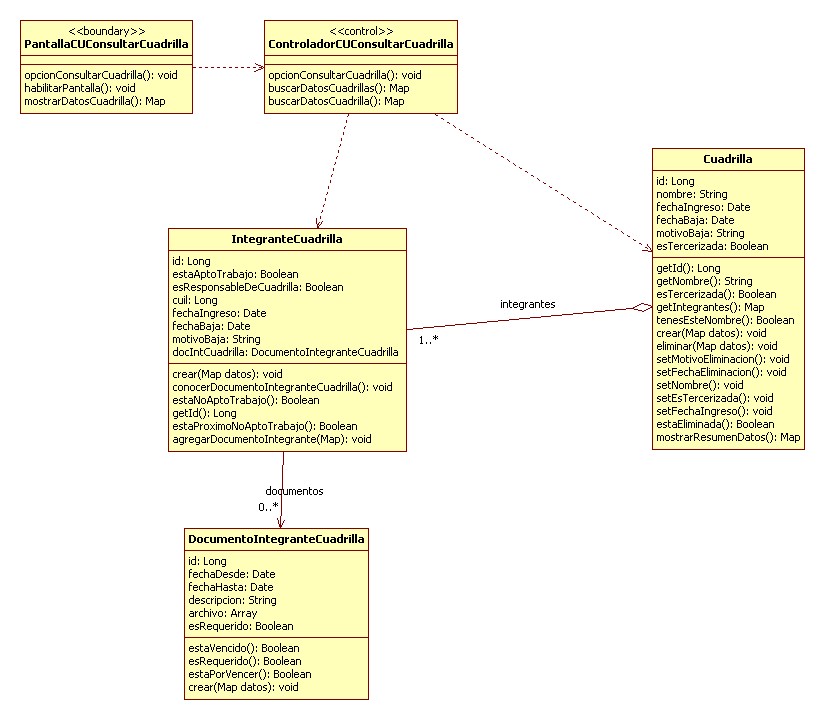 <<boundary>>
PantallaCUConsultarCuadrilla
opcionConsultarCuadrilla(): void
habilitarPantalla(): void
mostrarDatosCuadrilla(): Map
<<control>>
ControladorCUConsultarCuadrilla
opcionConsultarCuadrilla(): void
buscarDatosCuadrillas(): Map
buscarDatosCuadrilla(): Map
Cuadrilla
id: Long
nombre: String
fechaIngreso: Date
fechaBaja: Date
motivoBaja: String
esTercerizada: Boolean
getId(): Long
getNombre(): String
esTercerizada(): Boolean
getIntegrantes(): Map
tenesEsteNombre(): Boolean
crear(Map datos): void
eliminar(Map datos): void
setMotivoEliminacion(): void
setFechaEliminacion(): void
setNombre(): void
setEsTercerizada(): void
setFechaIngreso(): void
estaEliminada(): Boolean
mostrarResumenDatos(): Map
IntegranteCuadrilla
id: Long
estaAptoTrabajo: Boolean
esResponsableDeCuadrilla: Boolean
cuil: Long
fechaIngreso: Date
fechaBaja: Date
motivoBaja: String
docIntCuadrilla: DocumentoIntegranteCuadrilla
crear(Map datos): void
conocerDocumentoIntegranteCuadrilla(): void
estaNoAptoTrabajo(): Boolean
getId(): Long
estaProximoNoAptoTrabajo(): Boolean
agregarDocumentoIntegrante(Map): void
integrantes
1..*
documentos
0..*
DocumentoIntegranteCuadrilla
id: Long
fechaDesde: Date
fechaHasta: Date
descripcion: String
archivo: Array
esRequerido: Boolean
estaVencido(): Boolean
esRequerido(): Boolean
estaPorVencer(): Boolean
crear(Map datos): void